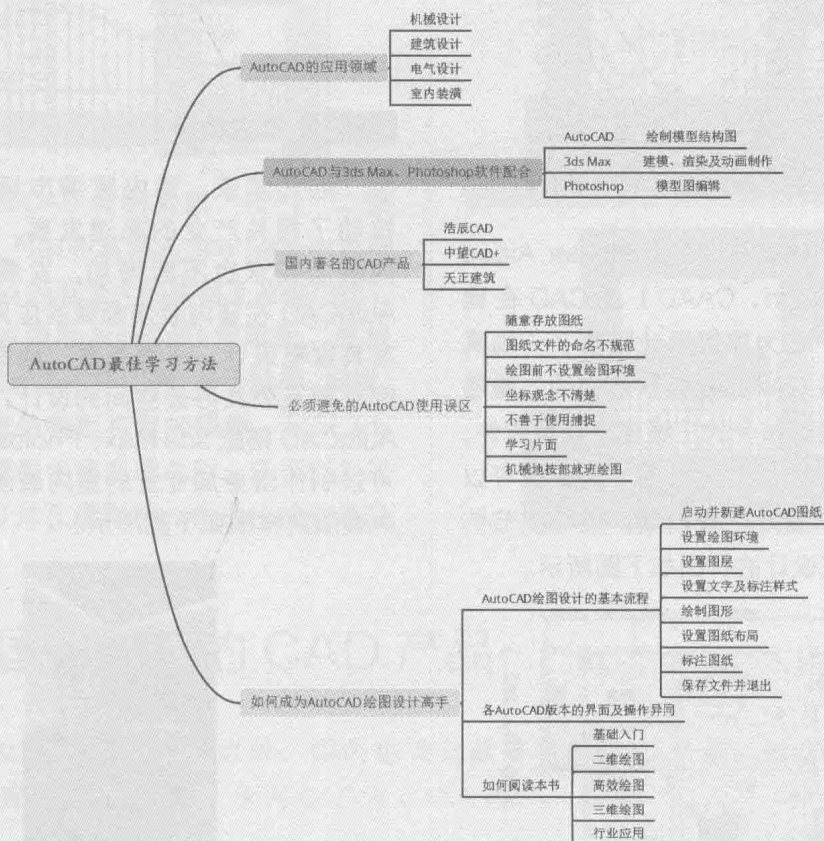 AutoCAD最佳学习方法
AutoCAD的应用领域
机械设计
建筑设计
电气设计
室内装潢
AutoCAD与3ds Max、Photoshop软件配合
AutoCAD 绘制模型结构图
3ds Max 建模、渲染及动画制作
Photoshop 模型图编辑
国内著名的CAD产品
浩辰CAD
中望CAD+
天正建筑
必须避免的AutoCAD使用误区
随意存放图纸
图纸文件的命名不规范
绘图前不设置绘图环境
坐标观念不清楚
不善于使用捕捉
学习片面
机械地按部就班绘图
如何成为AutoCAD绘图设计高手
AutoCAD绘图设计的基本流程
启动并新建AutoCAD图纸
设置绘图环境
设置图层
设置文字及标注样式
绘制图形
设置图纸布局
标注图纸
保存文件并退出
各AutoCAD版本的界面及操作异同
如何阅读本书
基础入门
二维绘图
高效绘图
三维绘图
行业应用